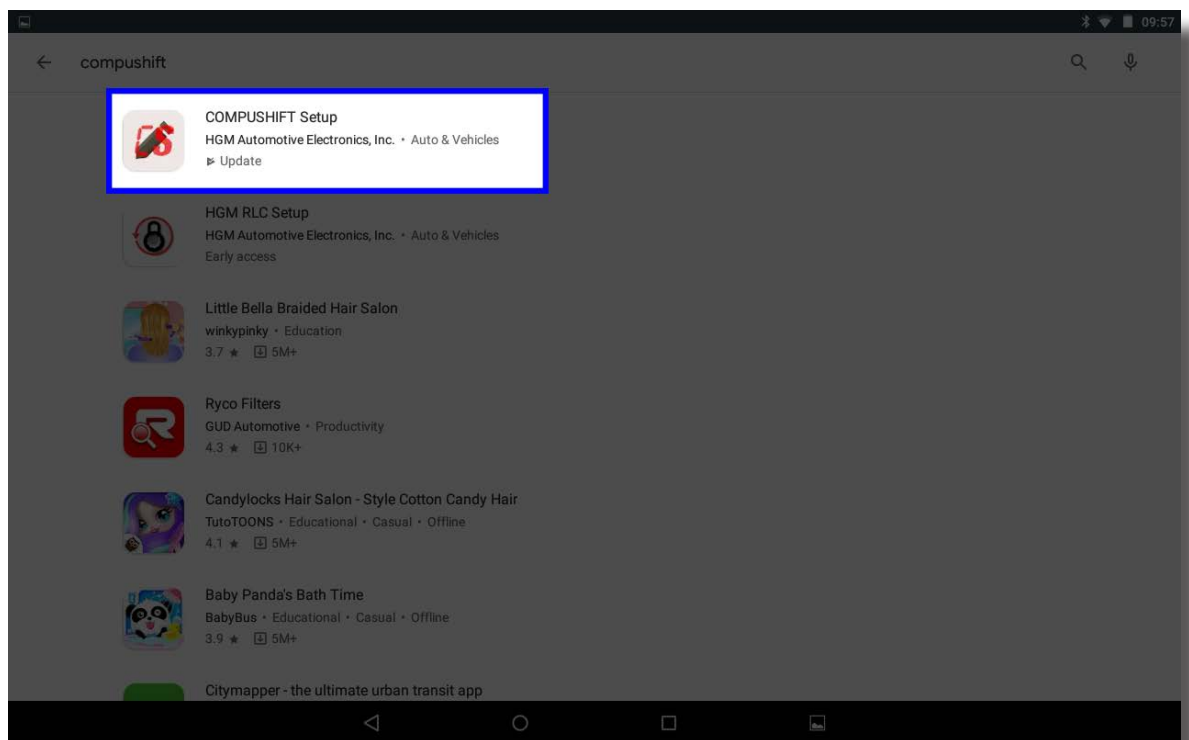 09:57
compushift
COMPUSHIFT Setup
HGM Automotive Electronics, Inc. • Auto & Vehicles
Update
HGM RLC Setup
HGM Automotive Electronics, Inc. • Auto & Vehicles
Early access
Little Bella Braided Hair Salon
winkypinky • Education
3.7 ★ 5M+
Ryco Filters
GUD Automotive • Productivity
4.3 ★ 10K+
Candylocks Hair Salon - Style Cotton Candy Hair
TutoTOONS • Educational • Casual • Offline
4.1 ★ 5M+
Baby Panda's Bath Time
BabyBus • Educational • Casual • Offline
3.9 ★ 5M+
Citymapper - the ultimate urban transit app